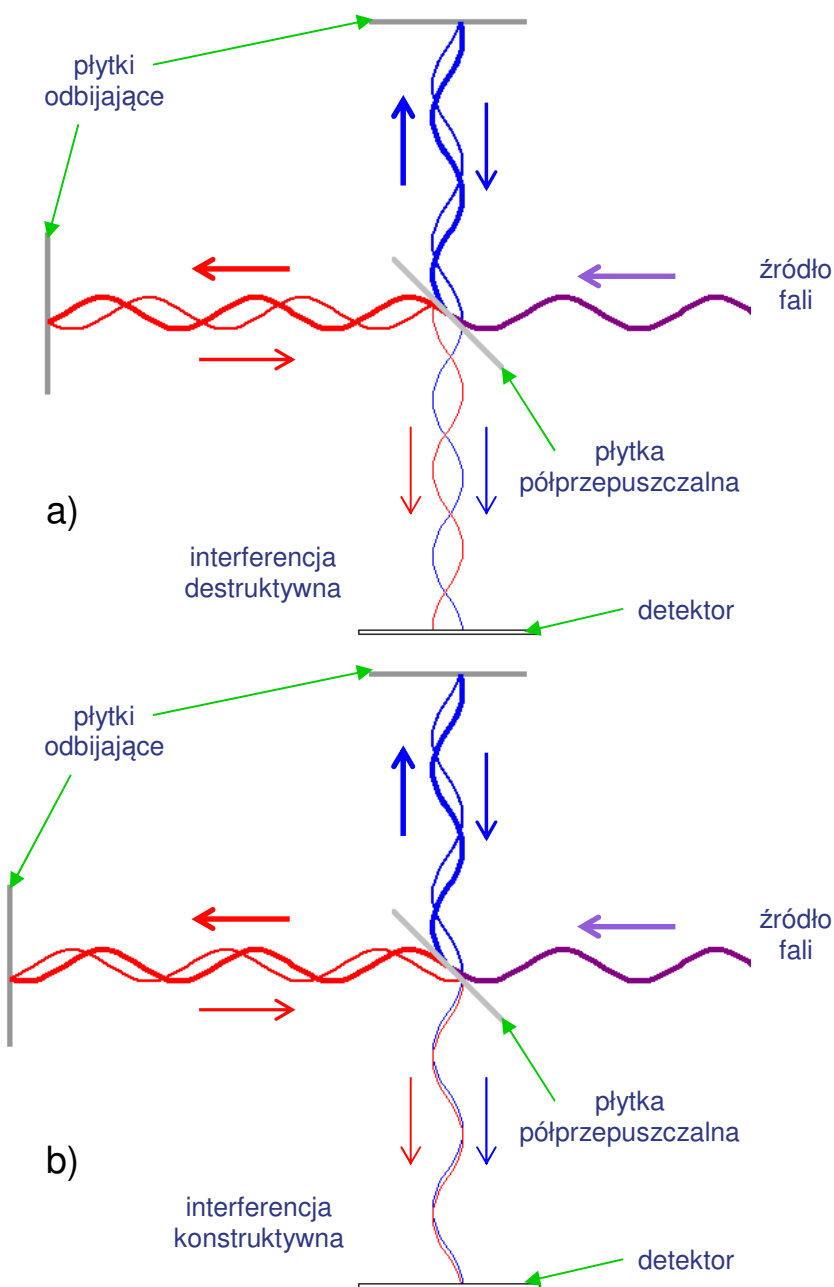 płytki
odbijające
źródło
fali
płytka
półprzepuszczalna
a)
interferencja
destruktywna
detektor
płytki
odbijające
źródło
fali
płytka
półprzepuszczalna
b)
interferencja
konstruktywna
detektor